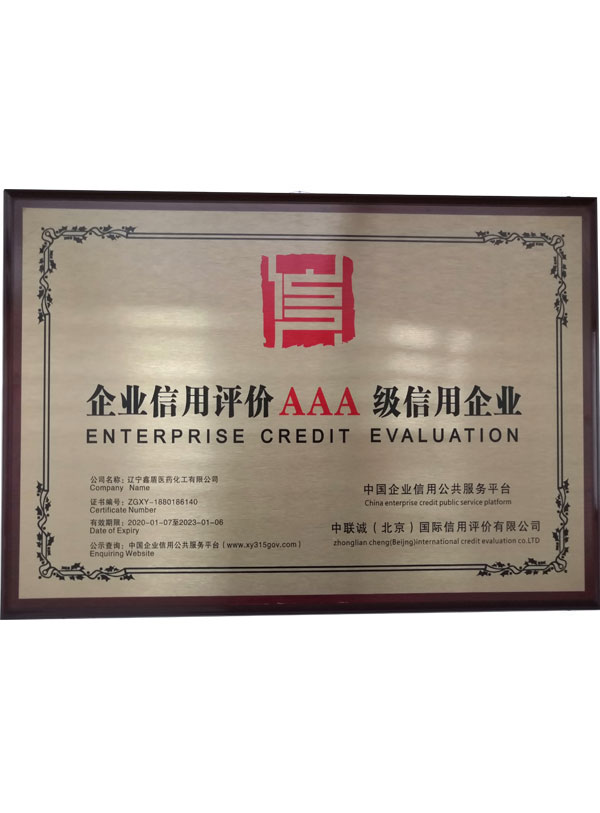 信
企业信用评价AAA级信用企业
ENTERPRISE CREDIT EVALUATION
公司名称：辽宁鑫盾医药化工有限公司
Company Name
证书编号：ZGXY-1880186140
Certificate Number
有效期限：2020-01-07至2023-01-06
Date of Expiry
公示查询：中国企业信用公共服务平台（www.xy315gov.com）
Enquiring Website
中国企业信用公共服务平台
China enterprise credit public service platform
中联诚（北京）国际信用评价有限公司
zhonglian cheng(Beijng)international credit evaluation co.LTD